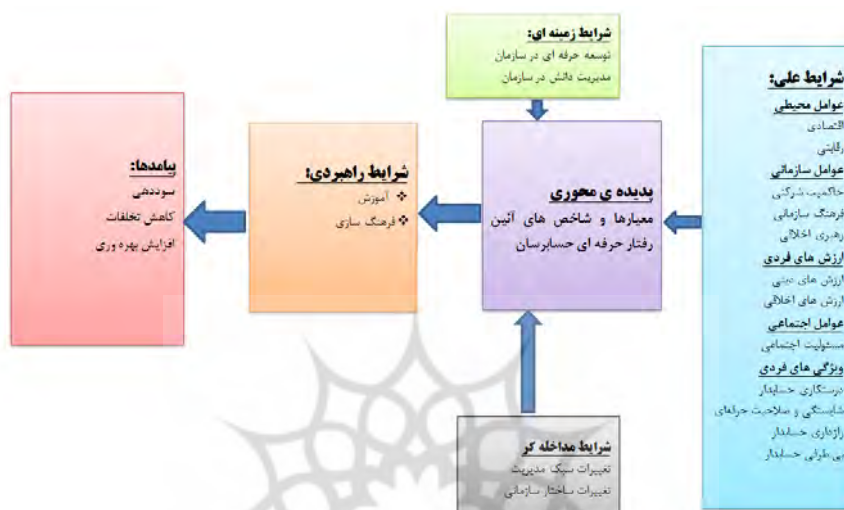 شرایط زمینه ای:
توسعه حرفه ای در سازمان
مدیریت دانش در سازمان
شرایط علی:
عوامل محیطی
اقتصادی
رقابتی
عوامل سازمانی
حاکمیت شرکتی
فرهنگ سازمانی
رهبری اخلاقی
ارزش های فردی
ارزش های دینی
ارزش های اخلاقی
عوامل اجتماعی
مسئولیت اجتماعی
ویژگی های فردی
درستکاری حسابدار
شایستگی و صلاحیت حرفه‌ای
رازداری حسابدار
بی طرفی حسابدار
پدیده ی محوری
معیارها و شاخص های آئین
رفتار حرفه ای حسابرسان
شرایط راهبردی:
❖ آموزش
❖ فرهنگ سازی
پیامدها:
سوددهی
کاهش تخلفات
افزایش بهره وری
شرایط مداخله گر
تغییرات سبک مدیریت
تغییرات ساختار سازمانی